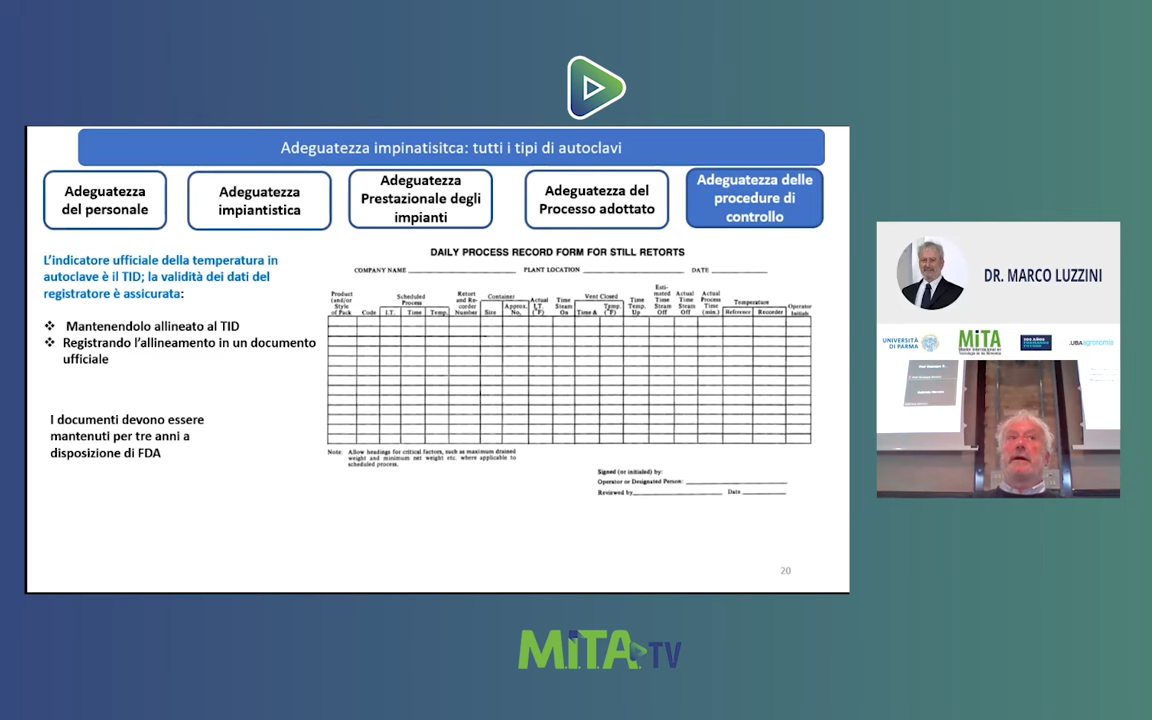 Adeguatezza impinatisitca: tutti i tipi di autoclavi
Adeguatezza
del personale
Adeguatezza
impiantistica
Adeguatezza
Prestazionale degli
impianti
Adeguatezza del
Processo adottato
Adeguatezza delle
procedure di
controllo
L'indicatore ufficiale della temperatura in
autoclave è il TID; la validità dei dati del
registratore è assicurata:
❖ Mantenendolo allineato al TID
❖ Registrando l'allineamento in un documento
ufficiale
I documenti devono essere
mantenuti per tre anni a
disposizione di FDA
DAILY PROCESS RECORD FORM FOR STILL RETORTS
COMPANY NAME PLANT LOCATION DATE
Product
(and/or
Style
of Pack
Code
Scheduled
Process
I.T. Time Temp.
Retort
and Re-
corder
Number
Container
Size
Approx.
No.
Actual
I.T.
(°F)
Time
Steam
On
Vent Closed
Time &
Temp.
(°F)
Time
Temp.
Up
Esti-
mated
Time
Steam
Off
Actual
Time
Steam
Off
Actual
Process
Time
(min.)
Temperature
Reference Recorder
Operator
Initials
Note: Allow headings for critical factors, such as maximum drained
weight and minimum net weight etc. where applicable to
scheduled process.
Signed (or initialed) by:
Operator or Designated Person:
Reviewed by Date
20
DR. MARCO LUZZINI
UNIVERSITÀ
DI PARMA
MiTA
.UBAagronomía
M.i.T.A. TV